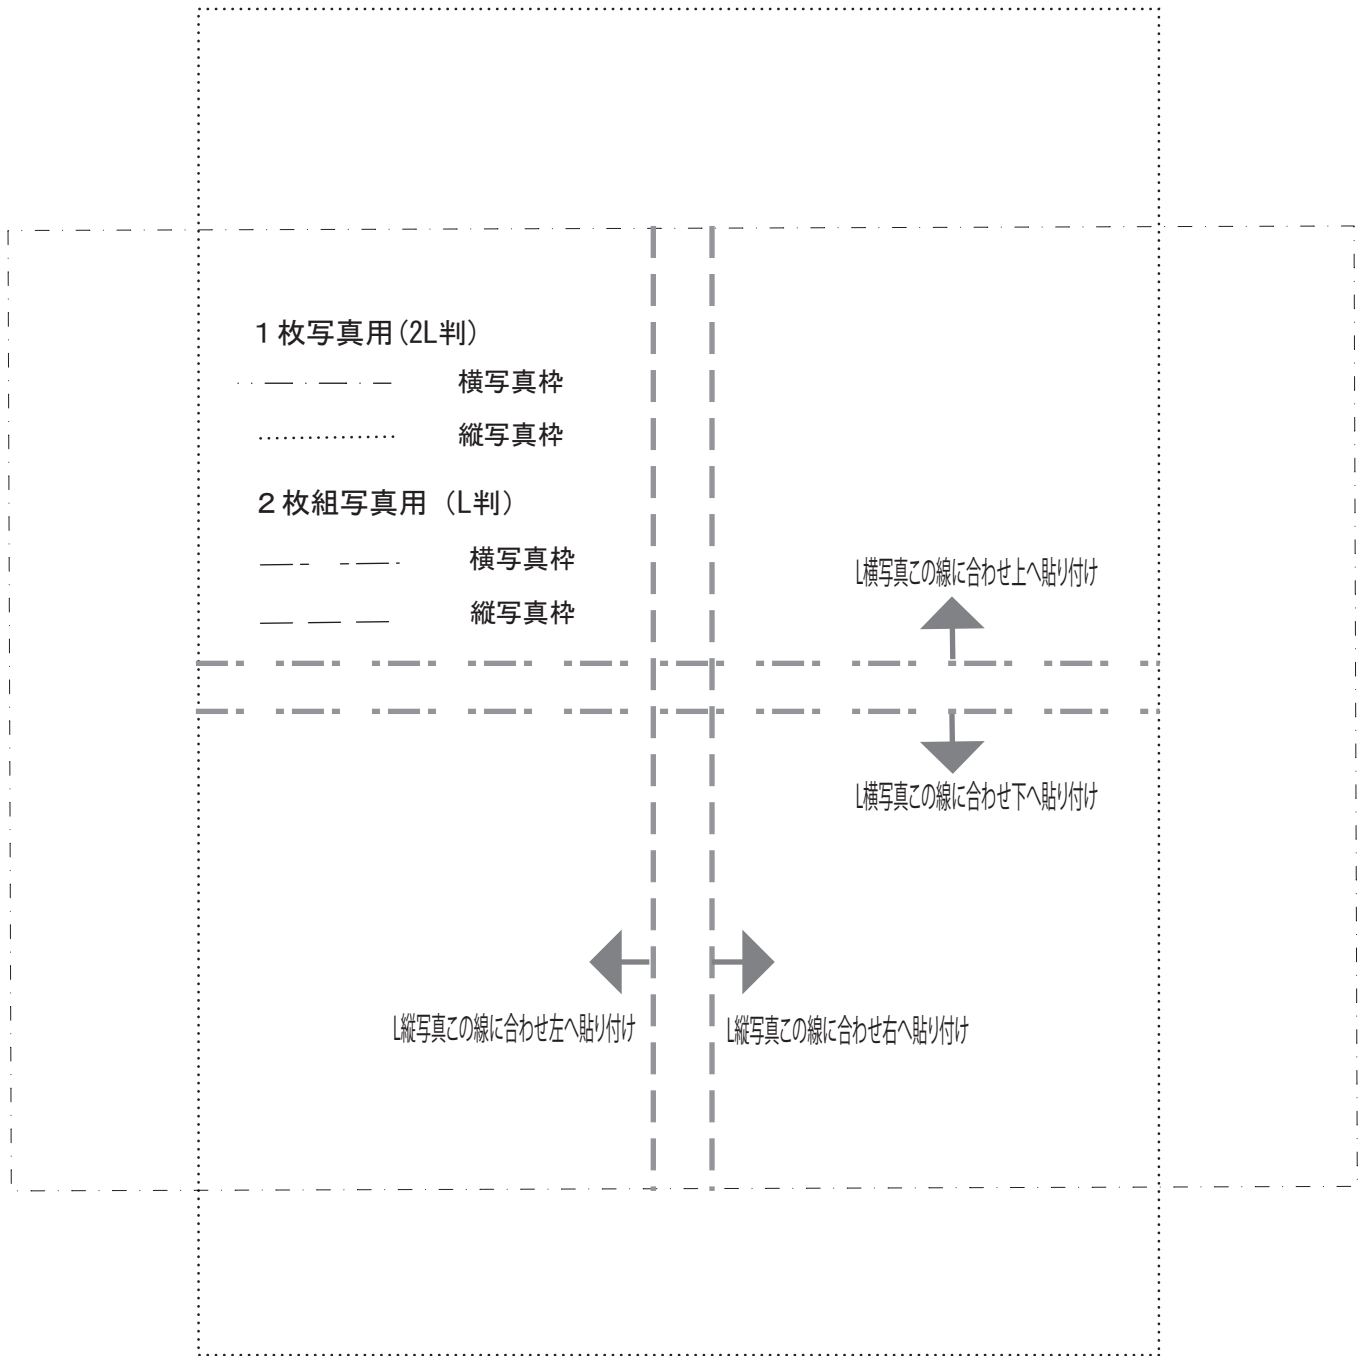 １枚写真用(2L判)
横写真枠
縦写真枠
２枚組写真用（L判）
横写真枠
縦写真枠
L横写真この線に合わせ上へ貼り付け
L横写真この線に合わせ下へ貼り付け
L縦写真この線に合わせ左へ貼り付け
L縦写真この線に合わせ右へ貼り付け